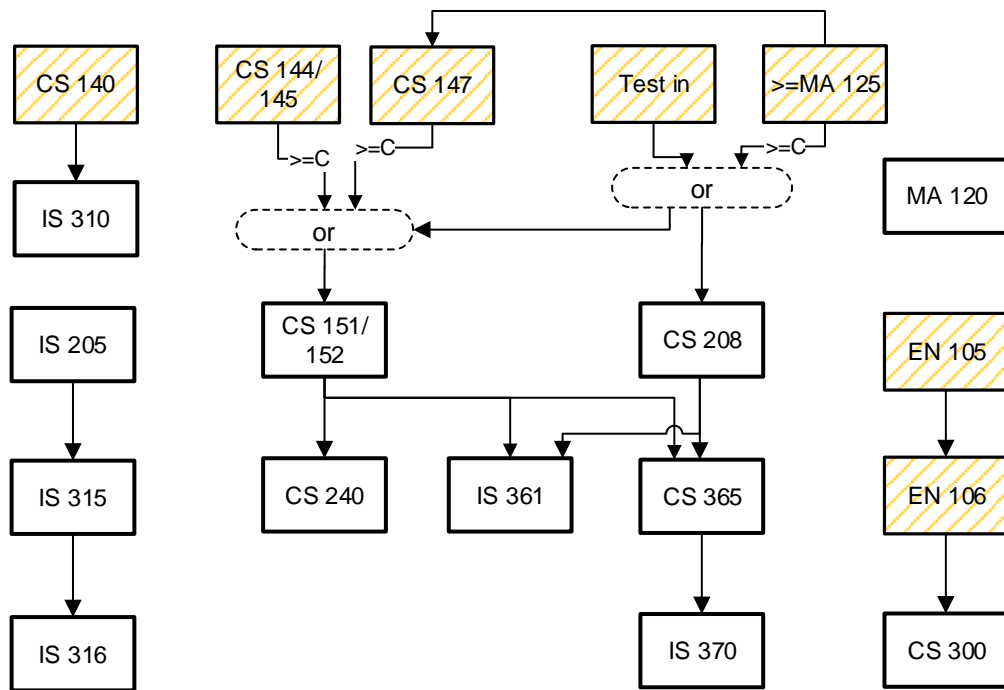 CS 140
CS 144/
145
CS 147
Test in
>=MA 125
>=C
>=C
>=C
or
MA 120
IS 310
or
IS 205
CS 151/
152
CS 208
EN 105
IS 315
CS 240
IS 361
CS 365
EN 106
IS 316
IS 370
CS 300